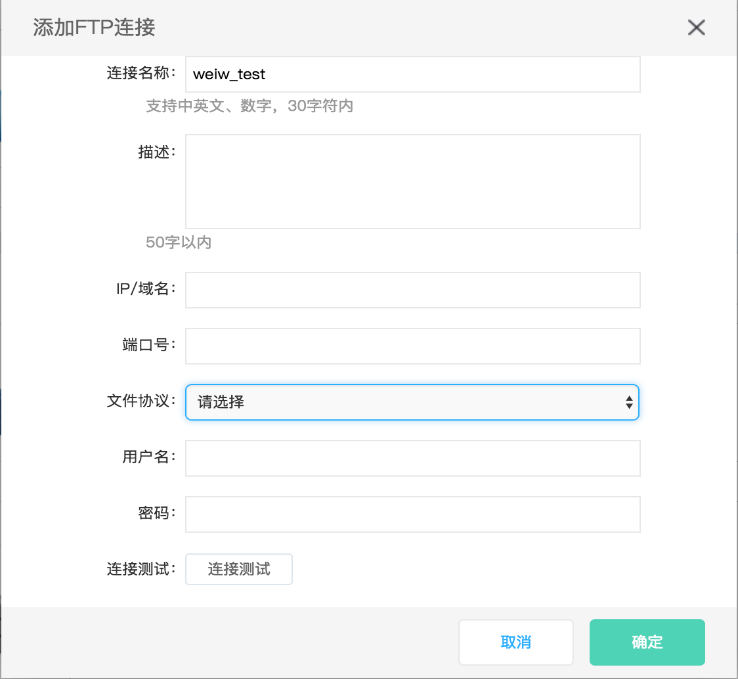 添加FTP连接
连接名称： weiw_test
支持中英文、数字，30字符内
描述：
50字以内
IP/域名：
端口号：
文件协议： 请选择
用户名：
密码：
连接测试： 连接测试
取消 确定